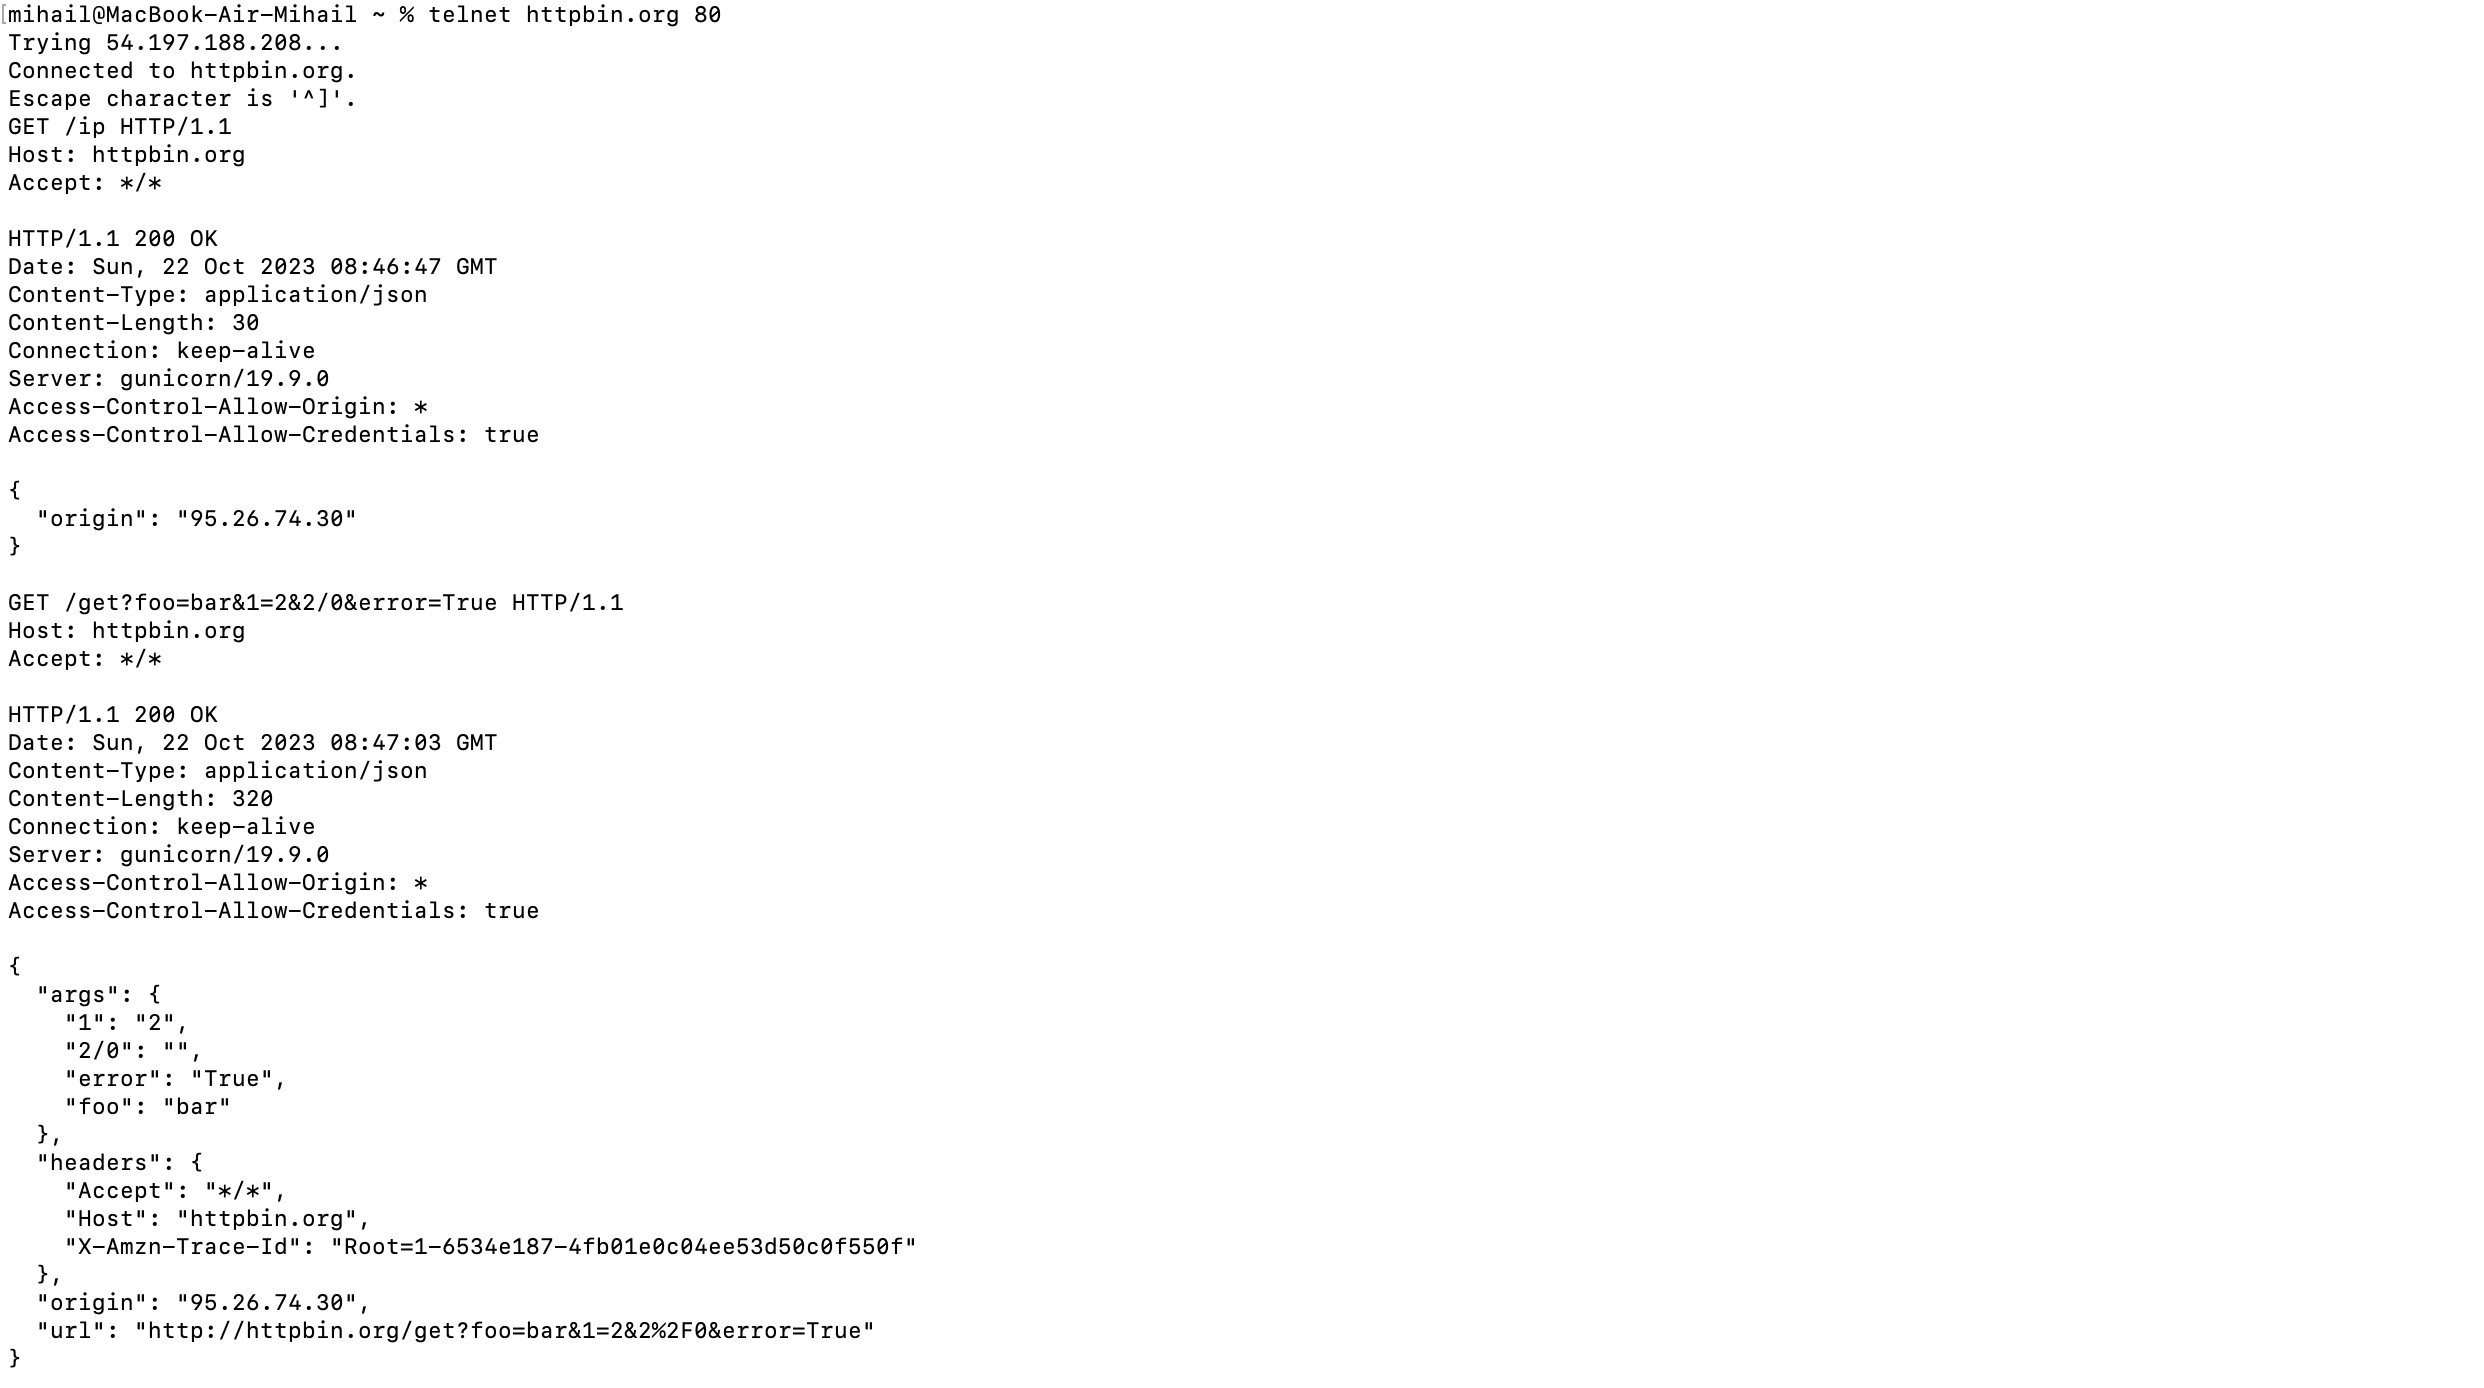 mihail@MacBook-Air-Mihail ~ % telnet httpbin.org 80
Trying 54.197.188.208...
Connected to httpbin.org.
Escape character is '^]'.
GET /ip HTTP/1.1
Host: httpbin.org
Accept: */*

HTTP/1.1 200 OK
Date: Sun, 22 Oct 2023 08:46:47 GMT
Content-Type: application/json
Content-Length: 30
Connection: keep-alive
Server: gunicorn/19.9.0
Access-Control-Allow-Origin: *
Access-Control-Allow-Credentials: true

{
  "origin": "95.26.74.30"
}

GET /get?foo=bar&1=2&2/0&error=True HTTP/1.1
Host: httpbin.org
Accept: */*

HTTP/1.1 200 OK
Date: Sun, 22 Oct 2023 08:47:03 GMT
Content-Type: application/json
Content-Length: 320
Connection: keep-alive
Server: gunicorn/19.9.0
Access-Control-Allow-Origin: *
Access-Control-Allow-Credentials: true

{
  "args": {
    "1": "2",
    "2/0": "",
    "error": "True",
    "foo": "bar"
  },
  "headers": {
    "Accept": "*/*",
    "Host": "httpbin.org",
    "X-Amzn-Trace-Id": "Root=1-6534e187-4fb01e0c04ee53d50c0f550f"
  },
  "origin": "95.26.74.30",
  "url": "http://httpbin.org/get?foo=bar&1=2&2%2F0&error=True"
}